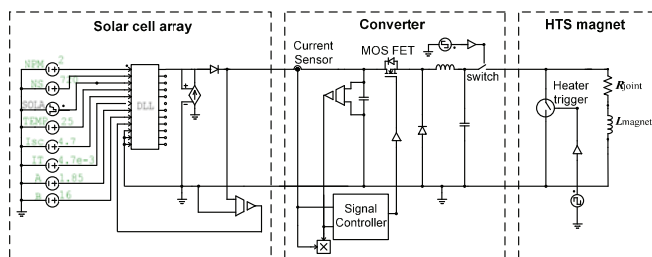 Solar cell array
Converter
HTS magnet
NPM 2
NS
SOLA
TEMP 25
Isc 4.7
IT 4.7e-3
A 1.85
B 16
DLL
Current
Sensor
MOS FET
switch
Signal
Controller
Heater
trigger
Rjoint
Lmagnet